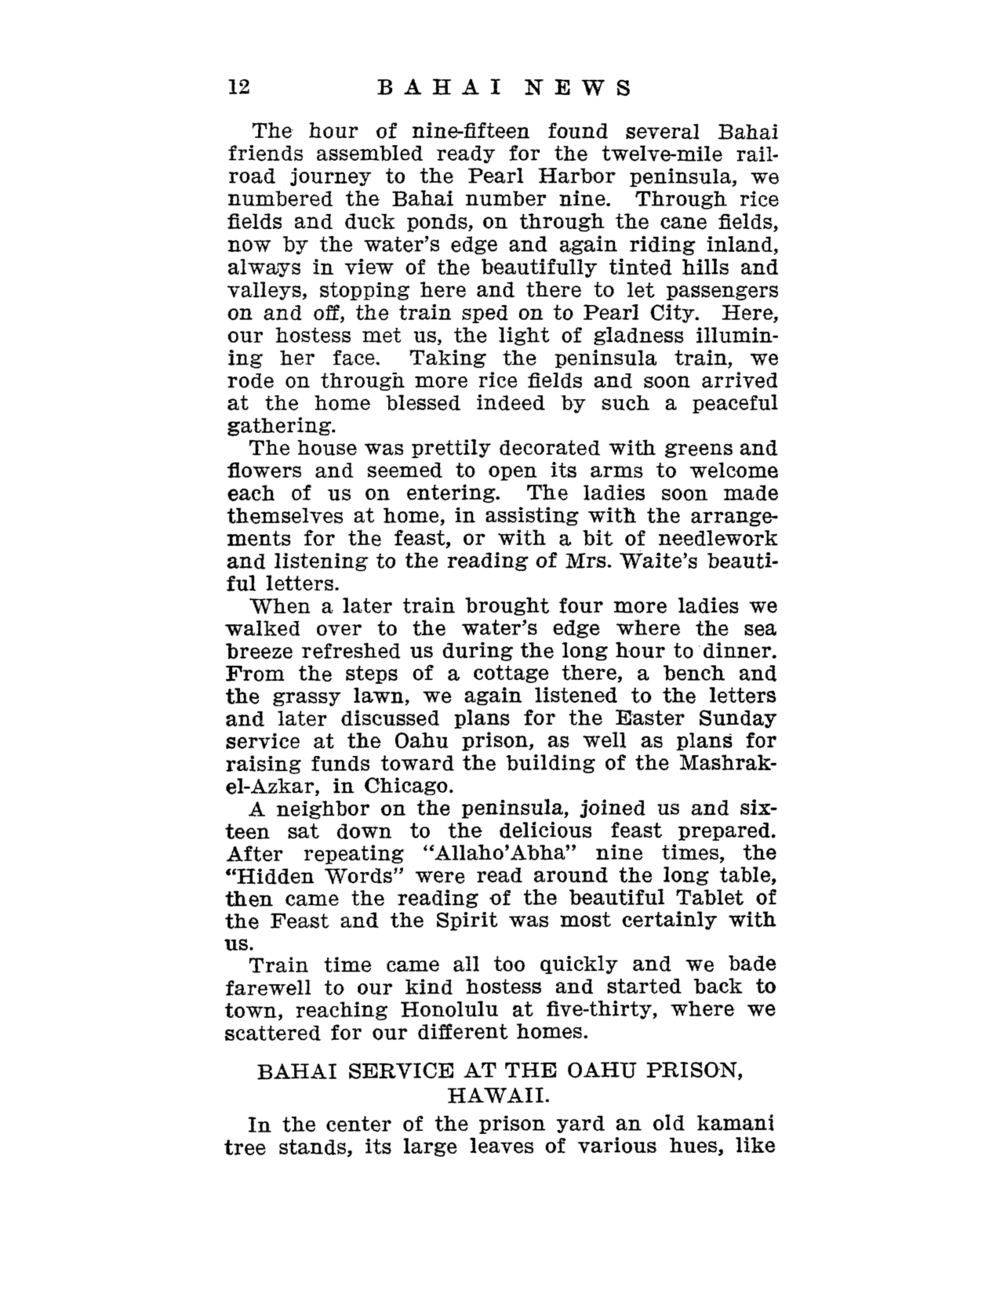 12 BAHAI NEWS
The hour of nine-fifteen found several Bahai
friends assembled ready for the twelve-mile rail-
road journey to the Pearl Harbor peninsula, we
numbered the Bahai number nine. Through rice
fields and duck ponds, on through the cane fields,
now by the water's edge and again riding inland,
always in view of the beautifully tinted hills and
valleys, stopping here and there to let passengers
on and off, the train sped on to Pearl City. Here,
our hostess met us, the light of gladness illumin-
ing her face. Taking the peninsula train, we
rode on through more rice fields and soon arrived
at the home blessed indeed by such a peaceful
gathering.
The house was prettily decorated with greens and
flowers and seemed to open its arms to welcome
each of us on entering. The ladies soon made
themselves at home, in assisting with the arrange-
ments for the feast, or with a bit of needlework
and listening to the reading of Mrs. Waite's beauti-
ful letters.
When a later train brought four more ladies we
walked over to the water's edge where the sea
breeze refreshed us during the long hour to dinner.
From the steps of a cottage there, a bench and
the grassy lawn, we again listened to the letters
and later discussed plans for the Easter Sunday
service at the Oahu prison, as well as plans for
raising funds toward the building of the Mashrak-
el-Azkar, in Chicago.
A neighbor on the peninsula, joined us and six-
teen sat down to the delicious feast prepared.
After repeating “Allaho'Abha” nine times, the
“Hidden Words” were read around the long table,
then came the reading of the beautiful Tablet of
the Feast and the Spirit was most certainly with
us.
Train time came all too quickly and we bade
farewell to our kind hostess and started back to
town, reaching Honolulu at five-thirty, where we
scattered for our different homes.
BAHAI SERVICE AT THE OAHU PRISON,
HAWAII.
In the center of the prison yard an old kamani
tree stands, its large leaves of various hues, like